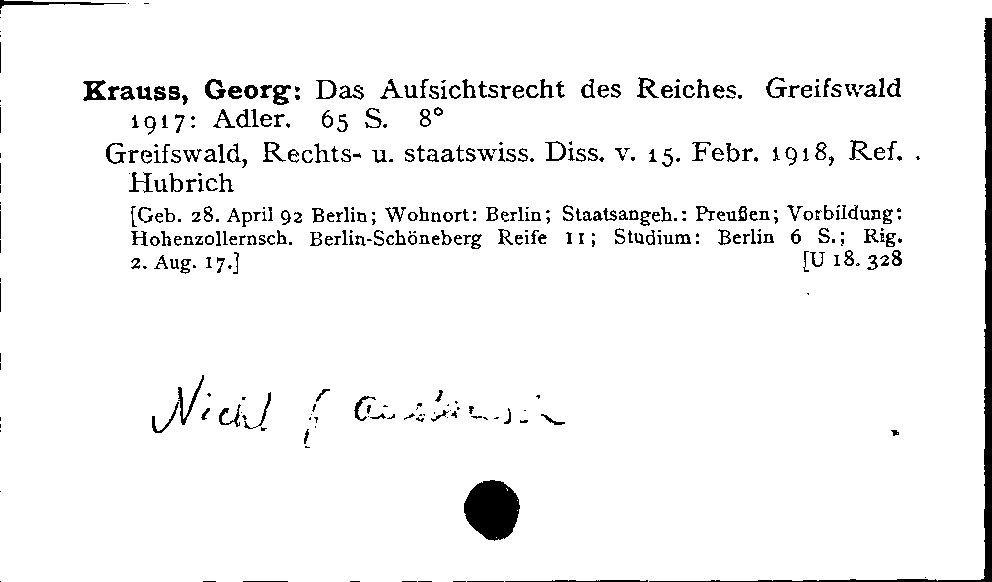 Krauss, Georg: Das Aufsichtsrecht des Reiches. Greifswald
1917: Adler. 65 S. 8°
Greifswald, Rechts- u. staatswiss. Diss. v. 15. Febr. 1918, Ref.
Hubrich
[Geb. 28. April 92 Berlin; Wohnort: Berlin; Staatsangeh.: Preußen; Vorbildung:
Hohenzollernsch. Berlin-Schöneberg Reife 11; Studium: Berlin 6 S.; Rig.
2. Aug. 17.] [U 18. 328
Nicht f